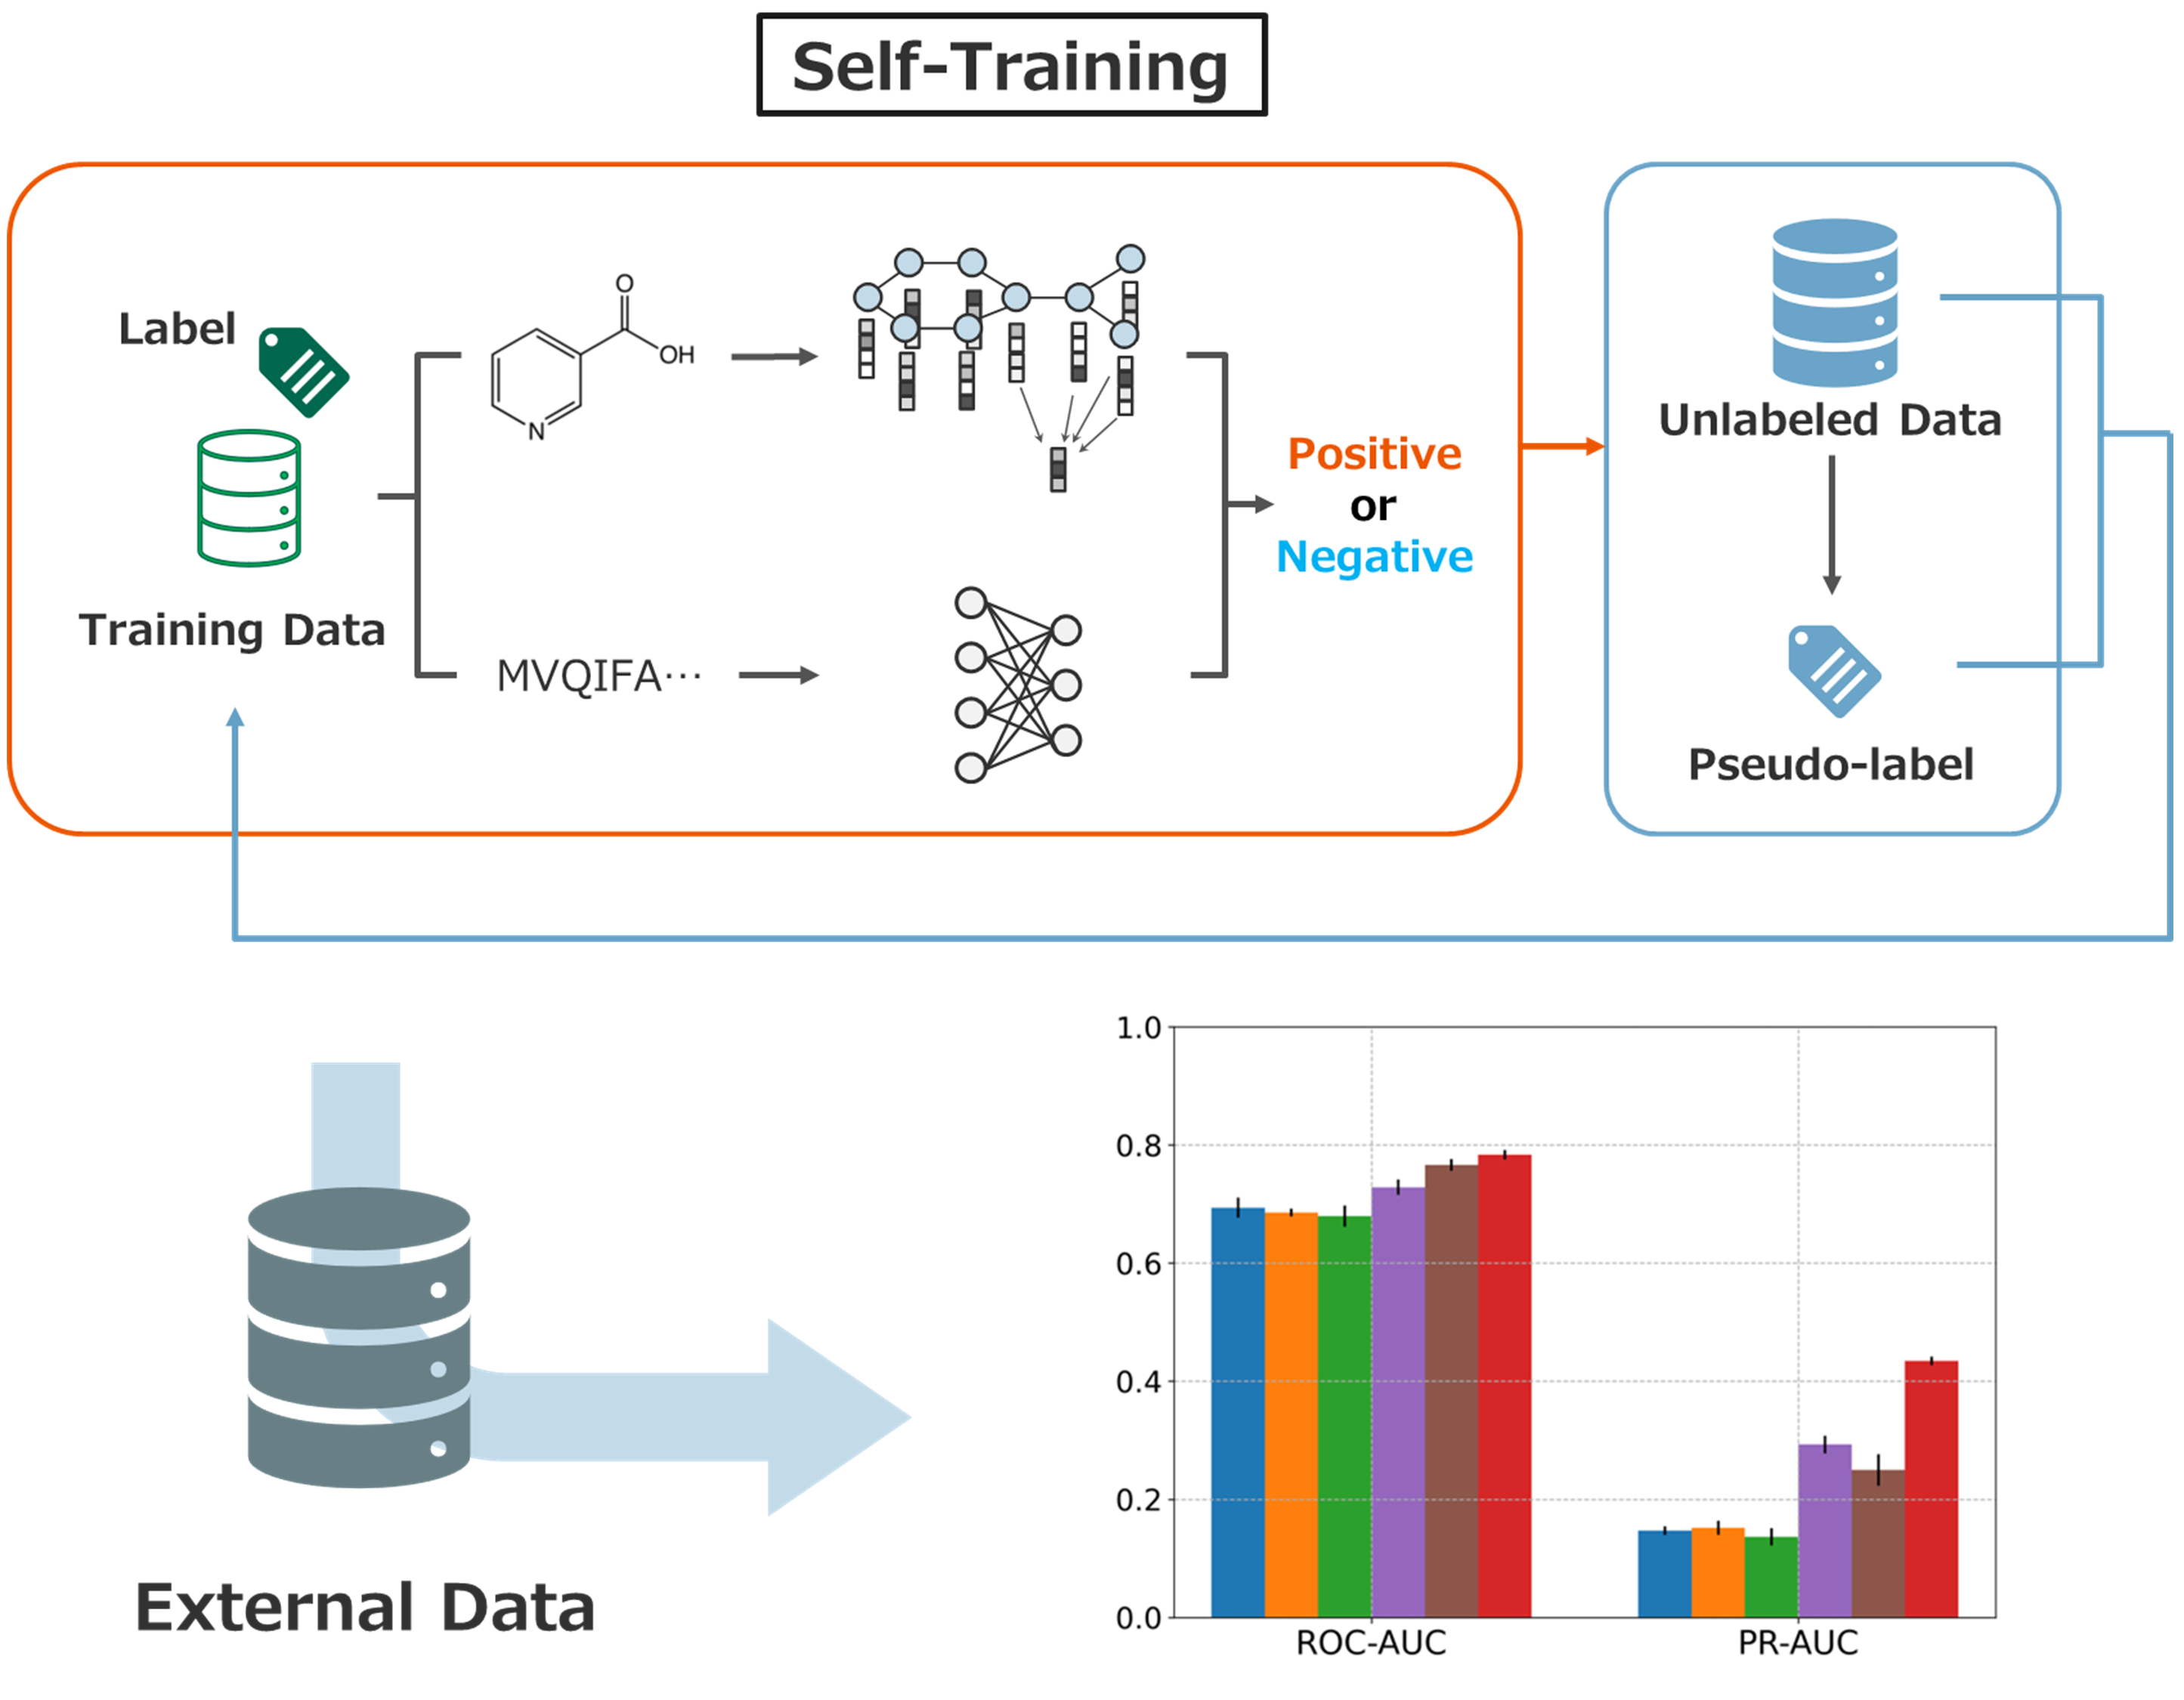 Self-Training
Label
Training Data
O
OH
N
MVQIFA···
Positive
or
Negative
Unlabeled Data
Pseudo-label
External Data
1.0
0.8
0.6
0.4
0.2
0.0
ROC-AUC PR-AUC